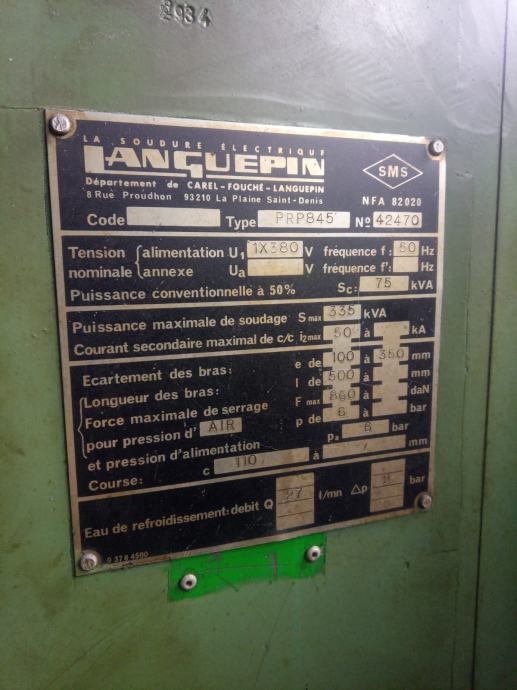 2934
LA SOUDURE ÉLECTRIQUE
LANGUEPIN
SMS
Département de CAREL-FOUCHÉ-LANGUEPIN
8 Rue Proudhon 93210 La Plaine Saint-Denis
NFA 82020
Code Type PRP845 Nº 42470
Tension nominale
alimentation U1 1X380 V fréquence f: 50 Hz
annexe Ua V fréquence f': Hz
Puissance conventionnelle à 50% Sc: 75 kVA
Puissance maximale de soudage S max 335 kVA
Courant secondaire maximal de c/c i2max 50 à kA
Ecartement des bras: e de 100 à 350 mm
Longueur des bras: l de 500 à mm
Force maximale de serrage F max 860 à daN
pour pression d' AIR p de 6 à bar
et pression d'alimentation pa 6 bar
Course: c 110 à mm
Eau de refroidissement: debit Q 27 l/mn Δp bar